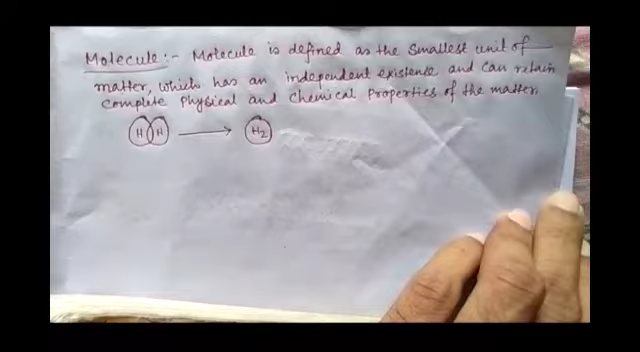 Molecule :- Molecule is defined as the smallest unit of
matter, which has an independent existence and can retain
complete physical and chemical properties of the matter.
H H → H2